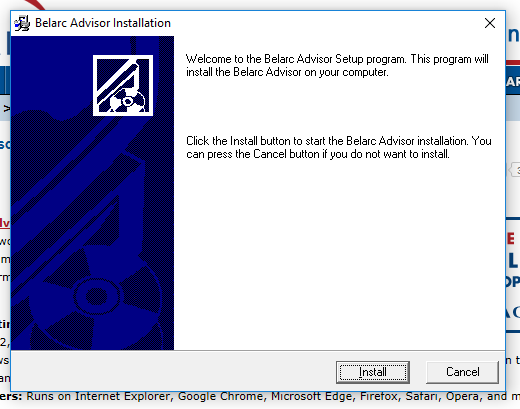 Belarc Advisor Installation
Welcome to the Belarc Advisor Setup program. This program will
install the Belarc Advisor on your computer.
Click the Install button to start the Belarc Advisor installation. You
can press the Cancel button if you do not want to install.
Install
Cancel
ers: Runs on Internet Explorer, Google Chrome, Microsoft Edge, Firefox, Safari, Opera, and m